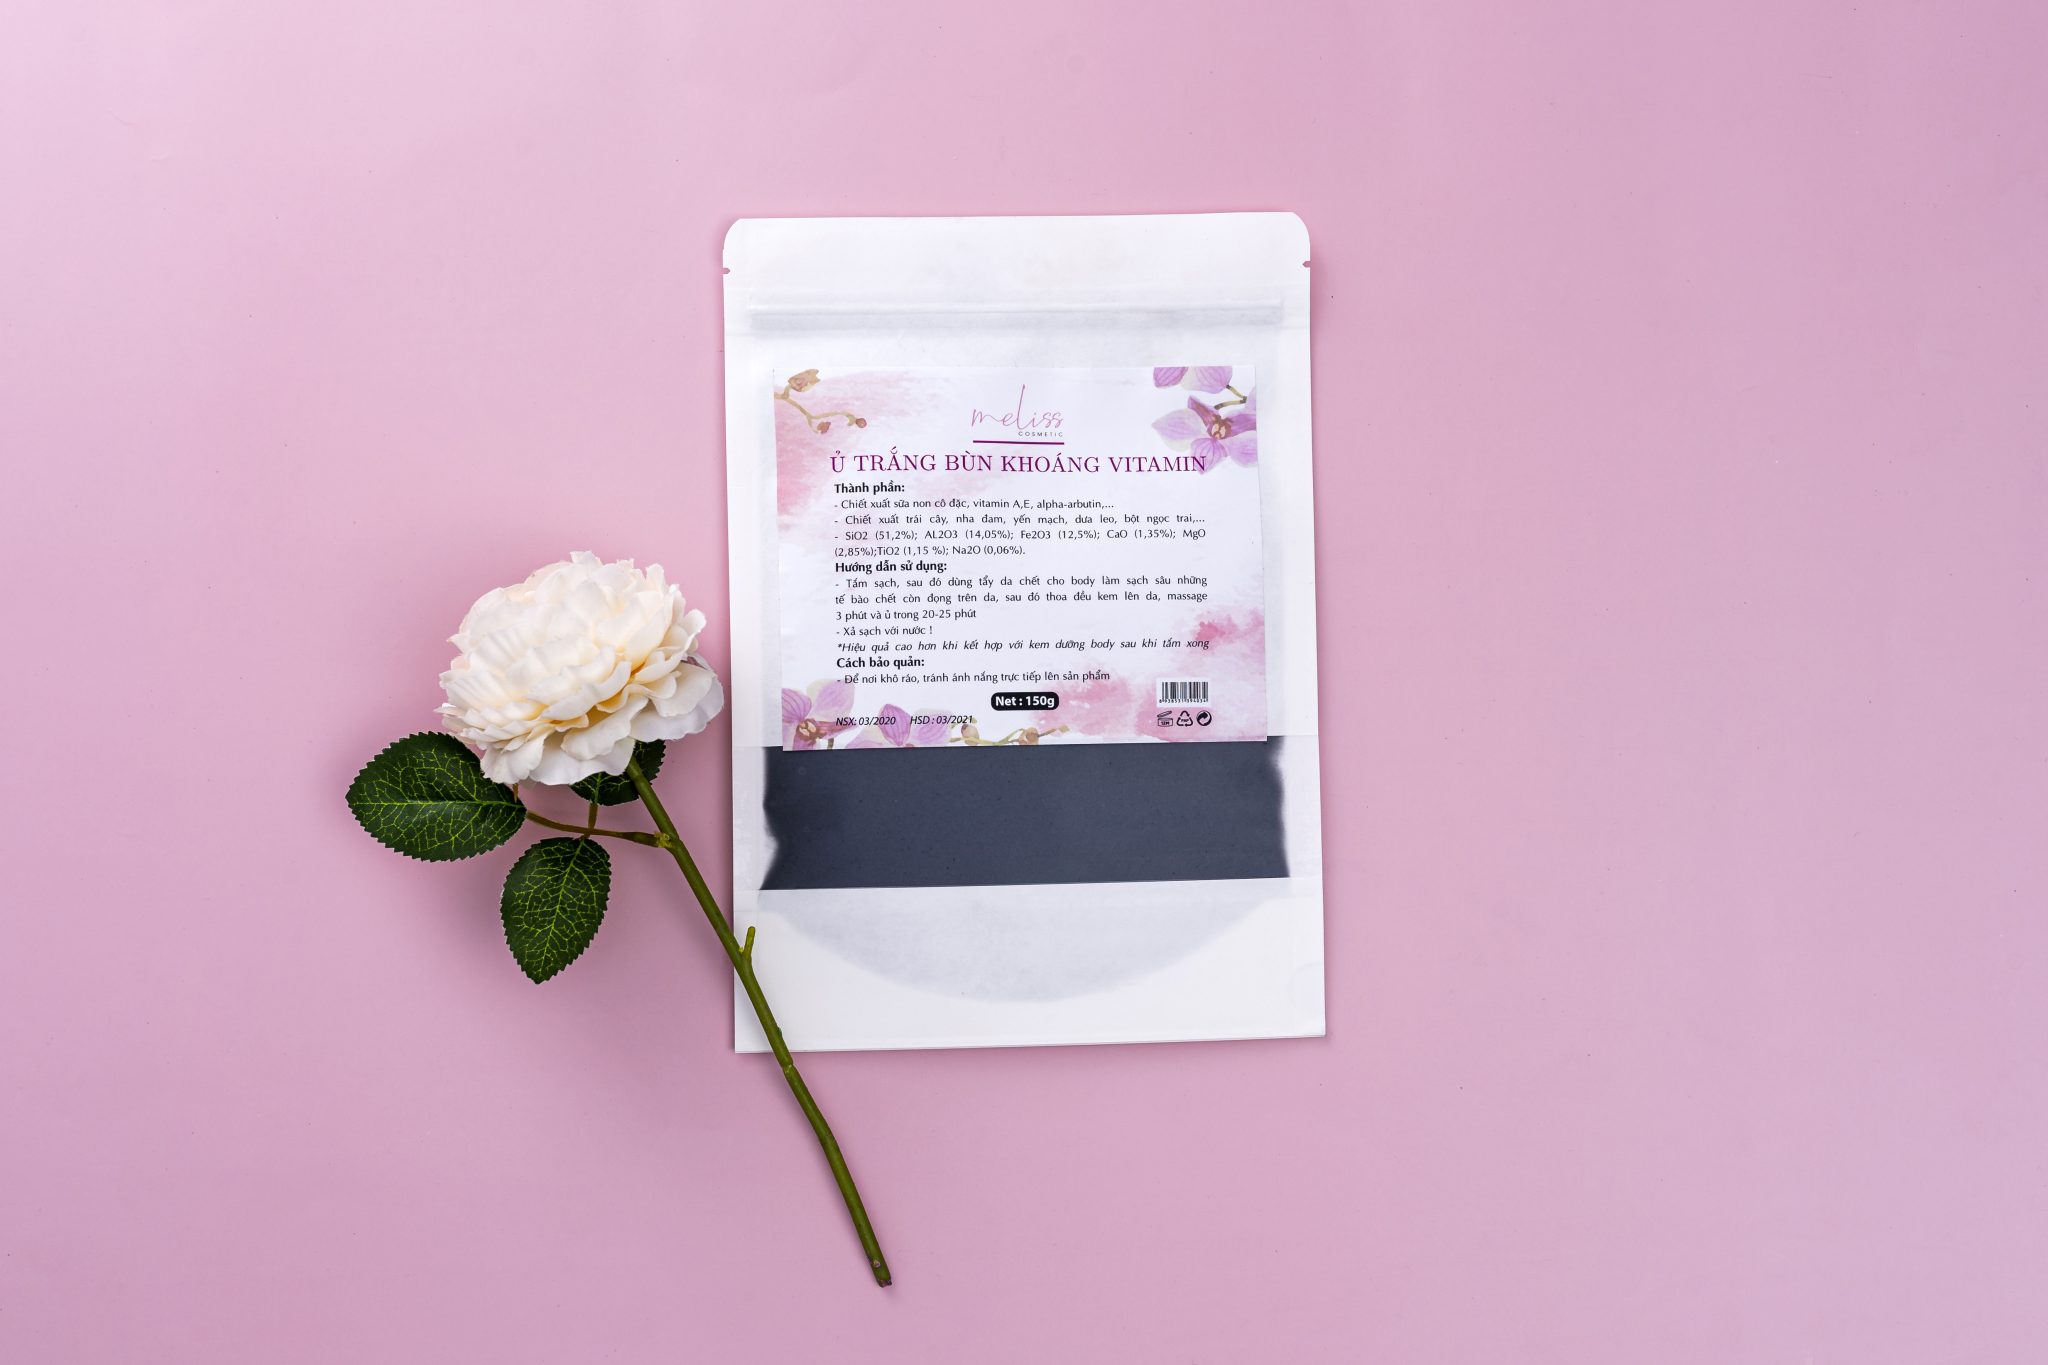 meliss
COSMETIC
Ủ TRẮNG BÙN KHOÁNG VITAMIN
Thành phần:
- Chiết xuất sữa non cô đặc, vitamin A,E, alpha-arbutin,...
- Chiết xuất trái cây, nha đam, yến mạch, dưa leo, bột ngọc trai,...
- SiO2 (51,2%); AL2O3 (14,05%); Fe2O3 (12,5%); CaO (1,35%); MgO
(2,85%);TiO2 (1,15 %); Na2O (0,06%).
Hướng dẫn sử dụng:
- Tắm sạch, sau đó dùng tẩy da chết cho body làm sạch sâu những
tế bào chết còn đọng trên da, sau đó thoa đều kem lên da, massage
3 phút và ủ trong 20-25 phút
- Xả sạch với nước !
*Hiệu quả cao hơn khi kết hợp với kem dưỡng body sau khi tắm xong
Cách bảo quản:
- Để nơi khô ráo, tránh ánh nắng trực tiếp lên sản phẩm
Net : 150g
NSX: 03/2020 HSD : 03/2021